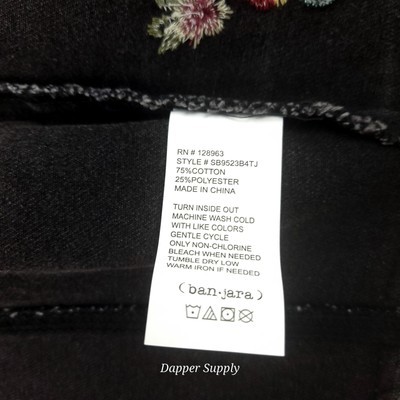 RN # 128963
STYLE # SB9523B4TJ
75%COTTON
25%POLYESTER
MADE IN CHINA
TURN INSIDE OUT
MACHINE WASH COLD
WITH LIKE COLORS
GENTLE CYCLE
ONLY NON-CHLORINE
BLEACH WHEN NEEDED
TUMBLE DRY LOW
WARM IRON IF NEEDED
(ban·jara)
Dapper Supply